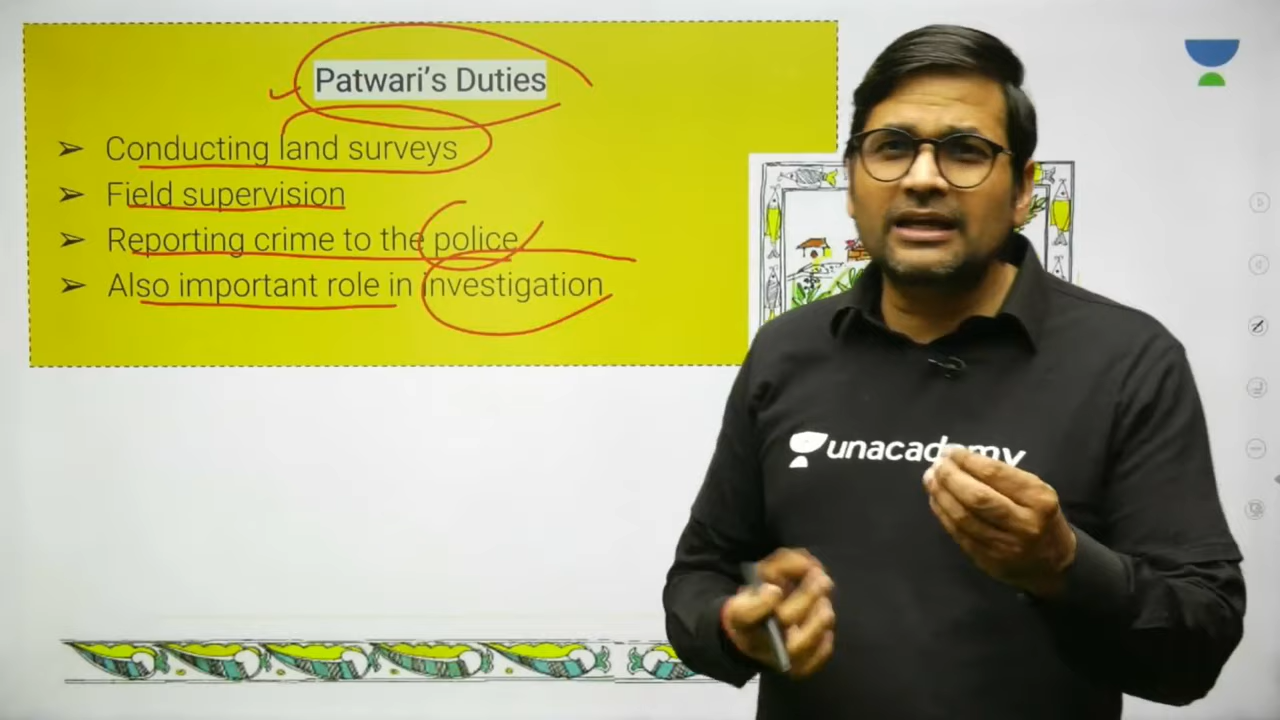 Patwari's Duties
➢ Conducting land surveys
➢ Field supervision
➢ Reporting crime to the police
➢ Also important role in investigation
unacademy